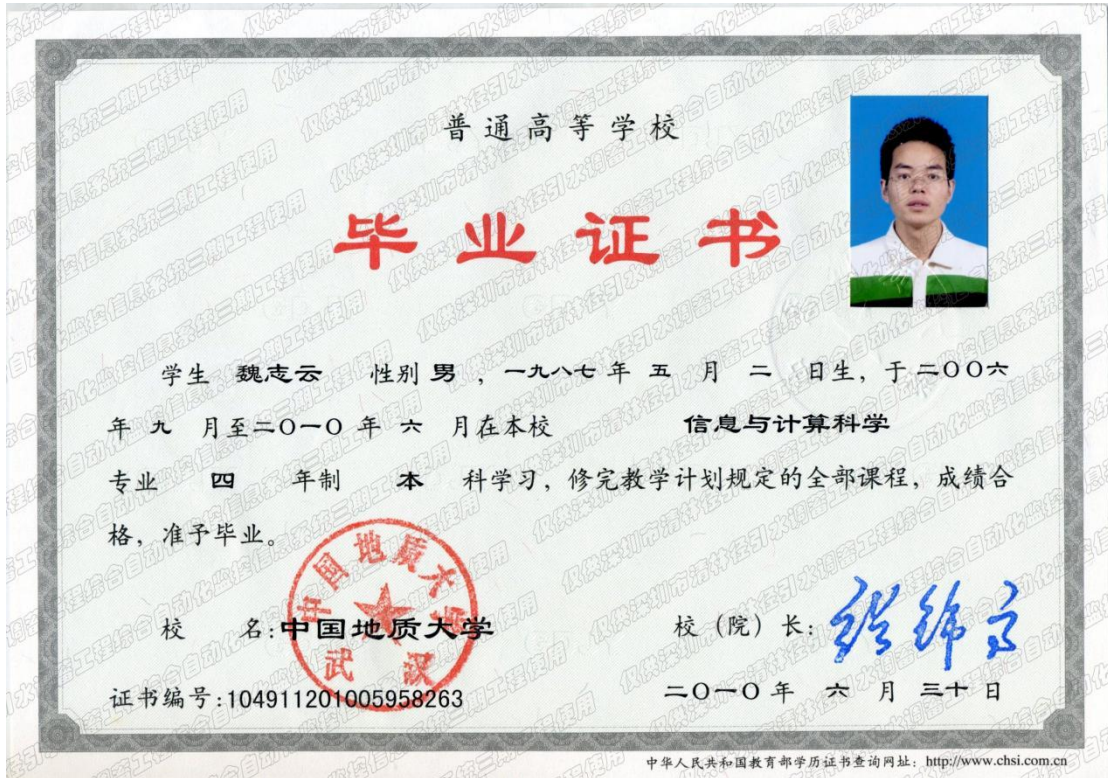 普通高等学校
毕业证书
学生 魏志云 性别 男 ，一九八七 年 五 月 二 日生，于 二OO六
年 九 月至二O一O 年 六 月在本校 信息与计算科学
专业 四 年制 本 科学习，修完教学计划规定的全部课程，成绩合
格，准予毕业。
中国地质大学
武汉
校 名:中国地质大学
校（院）长:
证书编号:104911201005958263
二O一O 年 六 月 三十 日
中华人民共和国教育部学历证书查询网址：http://www.chsi.com.cn
仅供深圳市清林径引水调蓄工程综合自动化监控信息系统三期工程使用